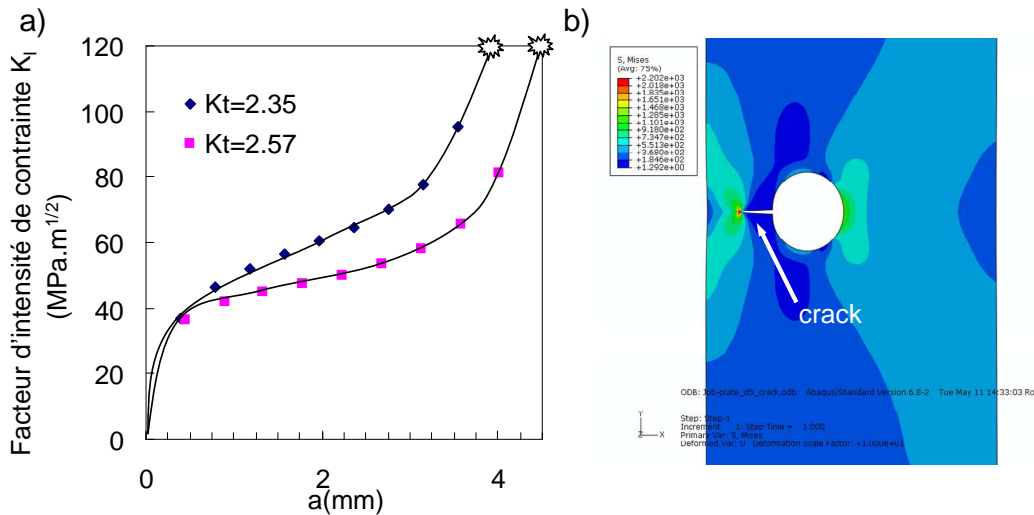 a)
Facteur d'intensité de contrainte K_I
(MPa.m^1/2)
120
100
80
60
40
20
0
Kt=2.35
Kt=2.57
0
2
4
a(mm)
b)
S, Mises
(Avg: 75%)
+2.202e+03
+2.018e+03
+1.835e+03
+1.651e+03
+1.468e+03
+1.285e+03
+1.101e+03
+9.180e+02
+7.347e+02
+5.513e+02
+3.680e+02
+1.846e+02
+1.292e+00
crack
ODB: Job-plate_d5_crack.odb Abaqus/Standard Version 6.8-2 Tue May 11 14:33:03 Ro
Y
Z
X
Step: Step-1
Increment 1: Step Time = 1.000
Primary Var: S, Mises
Deformed Var: U Deformation Scale Factor: +1.000e+01